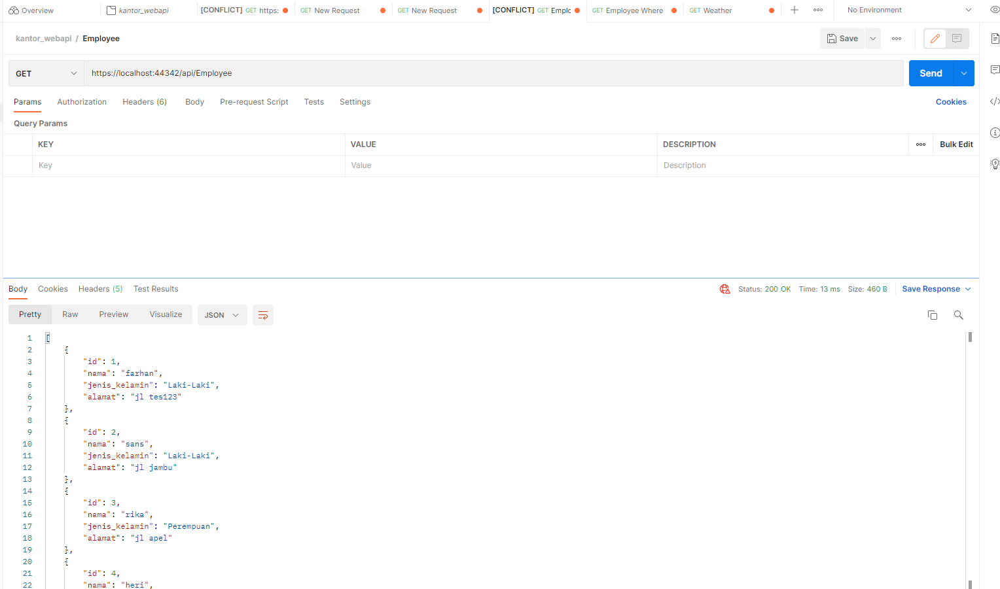 Overview kantor_webapi [CONFLICT] GET https: GET New Request GET New Request [CONFLICT] GET Emplc GET Employee Where GET Weather No Environment
kantor_webapi / Employee Save
GET https://localhost:44342/api/Employee Send
Params Authorization Headers (6) Body Pre-request Script Tests Settings Cookies
Query Params
KEY VALUE DESCRIPTION Bulk Edit
Key Value Description
Body Cookies Headers (5) Test Results Status: 200 OK Time: 13 ms Size: 460 B Save Response
Pretty Raw Preview Visualize JSON
1 [
2 {
3 "id": 1,
4 "nama": "farhan",
5 "jenis_kelamin": "Laki-Laki",
6 "alamat": "jl tes123"
7 },
8 {
9 "id": 2,
10 "nama": "sans",
11 "jenis_kelamin": "Laki-Laki",
12 "alamat": "jl jambu"
13 },
14 {
15 "id": 3,
16 "nama": "rika",
17 "jenis_kelamin": "Perempuan",
18 "alamat": "jl apel"
19 },
20 {
21 "id": 4,
22 "nama": "heri",